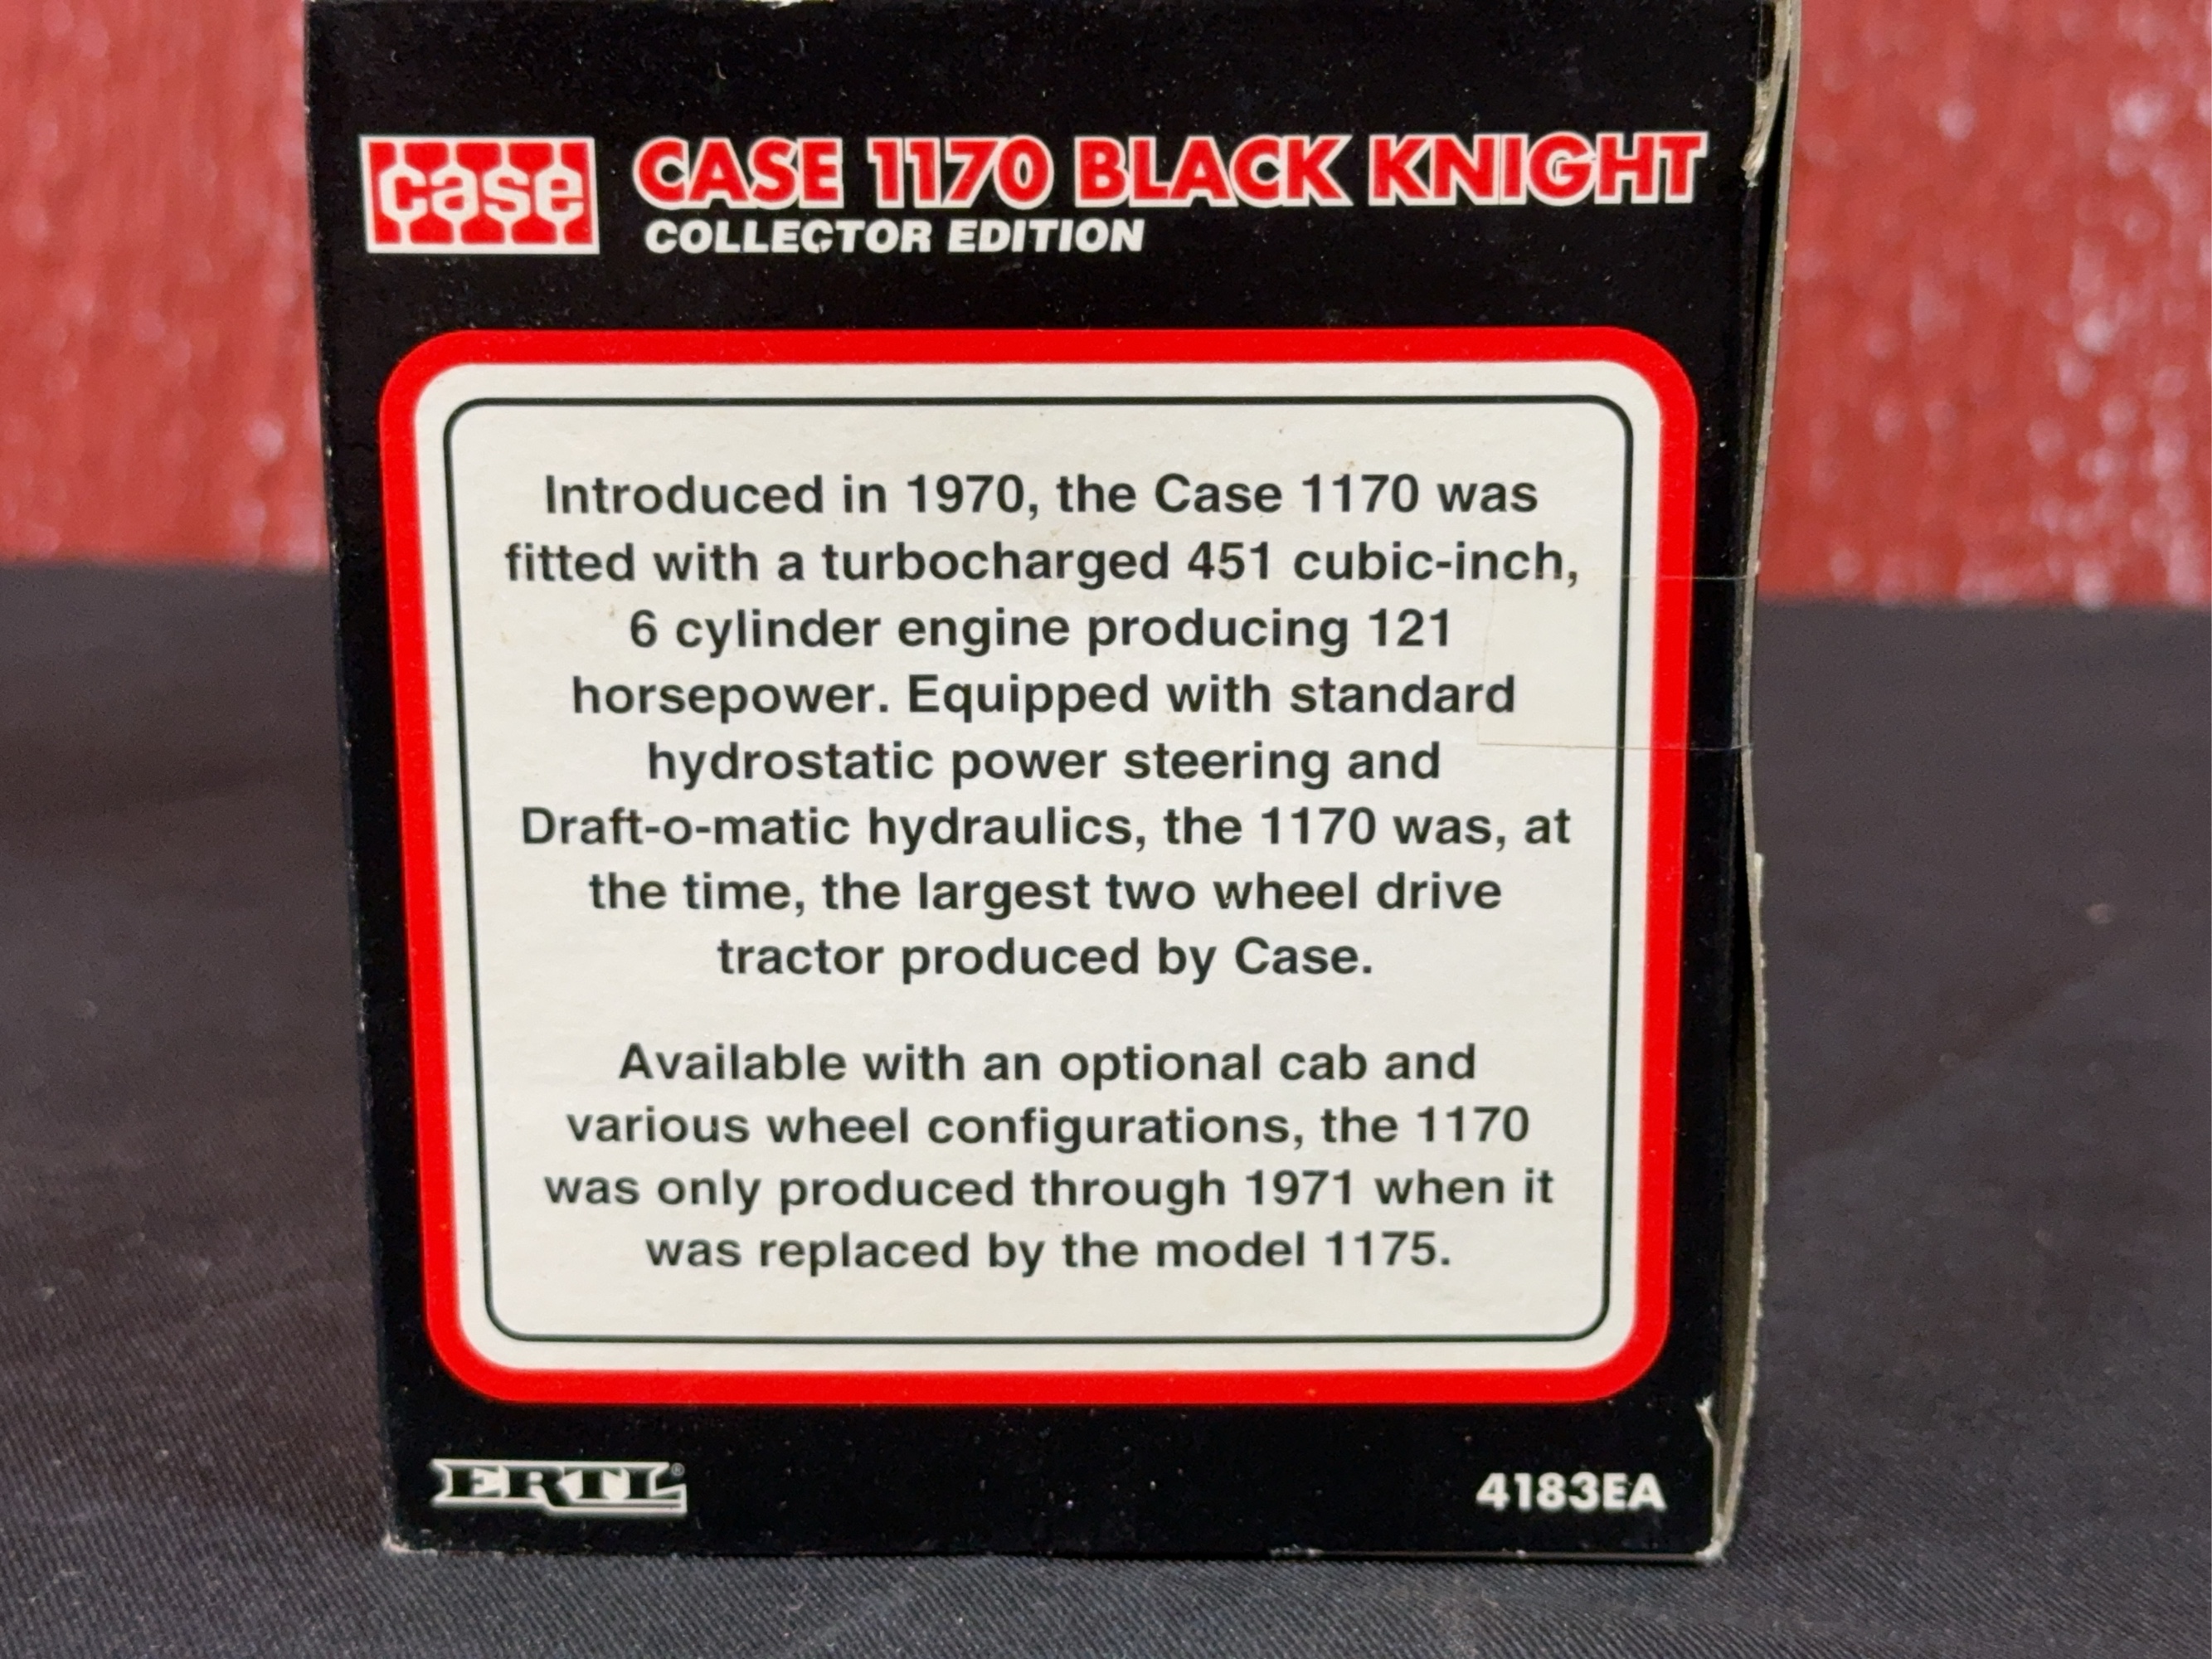 case
CASE 1170 BLACK KNIGHT
COLLECTOR EDITION
Introduced in 1970, the Case 1170 was
fitted with a turbocharged 451 cubic-inch,
6 cylinder engine producing 121
horsepower. Equipped with standard
hydrostatic power steering and
Draft-o-matic hydraulics, the 1170 was, at
the time, the largest two wheel drive
tractor produced by Case.
Available with an optional cab and
various wheel configurations, the 1170
was only produced through 1971 when it
was replaced by the model 1175.
ERTL®
4183EA